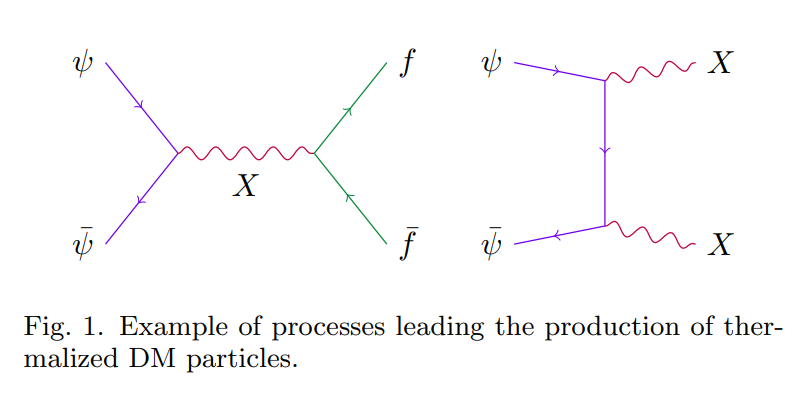 ψ f ψ X
X
ψ̄ f̄ ψ̄ X
Fig. 1. Example of processes leading the production of ther-
malized DM particles.